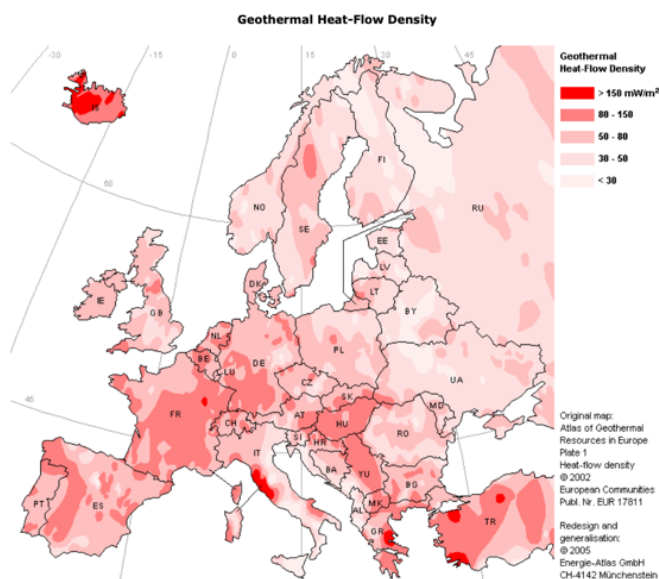 Geothermal Heat-Flow Density
-30
-15
0
15
30
45
60
45
Geothermal
Heat-Flow Density
> 150 mW/m²
80 - 150
50 - 80
30 - 50
< 30
IS
NO
SE
FI
RU
EE
LV
LT
DK
IE
GB
NL
BE
LU
DE
PL
BY
CZ
UA
SK
FR
CH
AT
HU
MD
RO
SI
HR
IT
BA
YU
BG
PT
ES
AL
MK
GR
TR
Original map:
Atlas of Geothermal
Resources in Europe
Plate 1
Heat-flow density
© 2002
European Communities
Publ. Nr. EUR 17811
Redesign and
generalisation:
© 2005
Energie-Atlas GmbH
CH-4142 Münchenstein